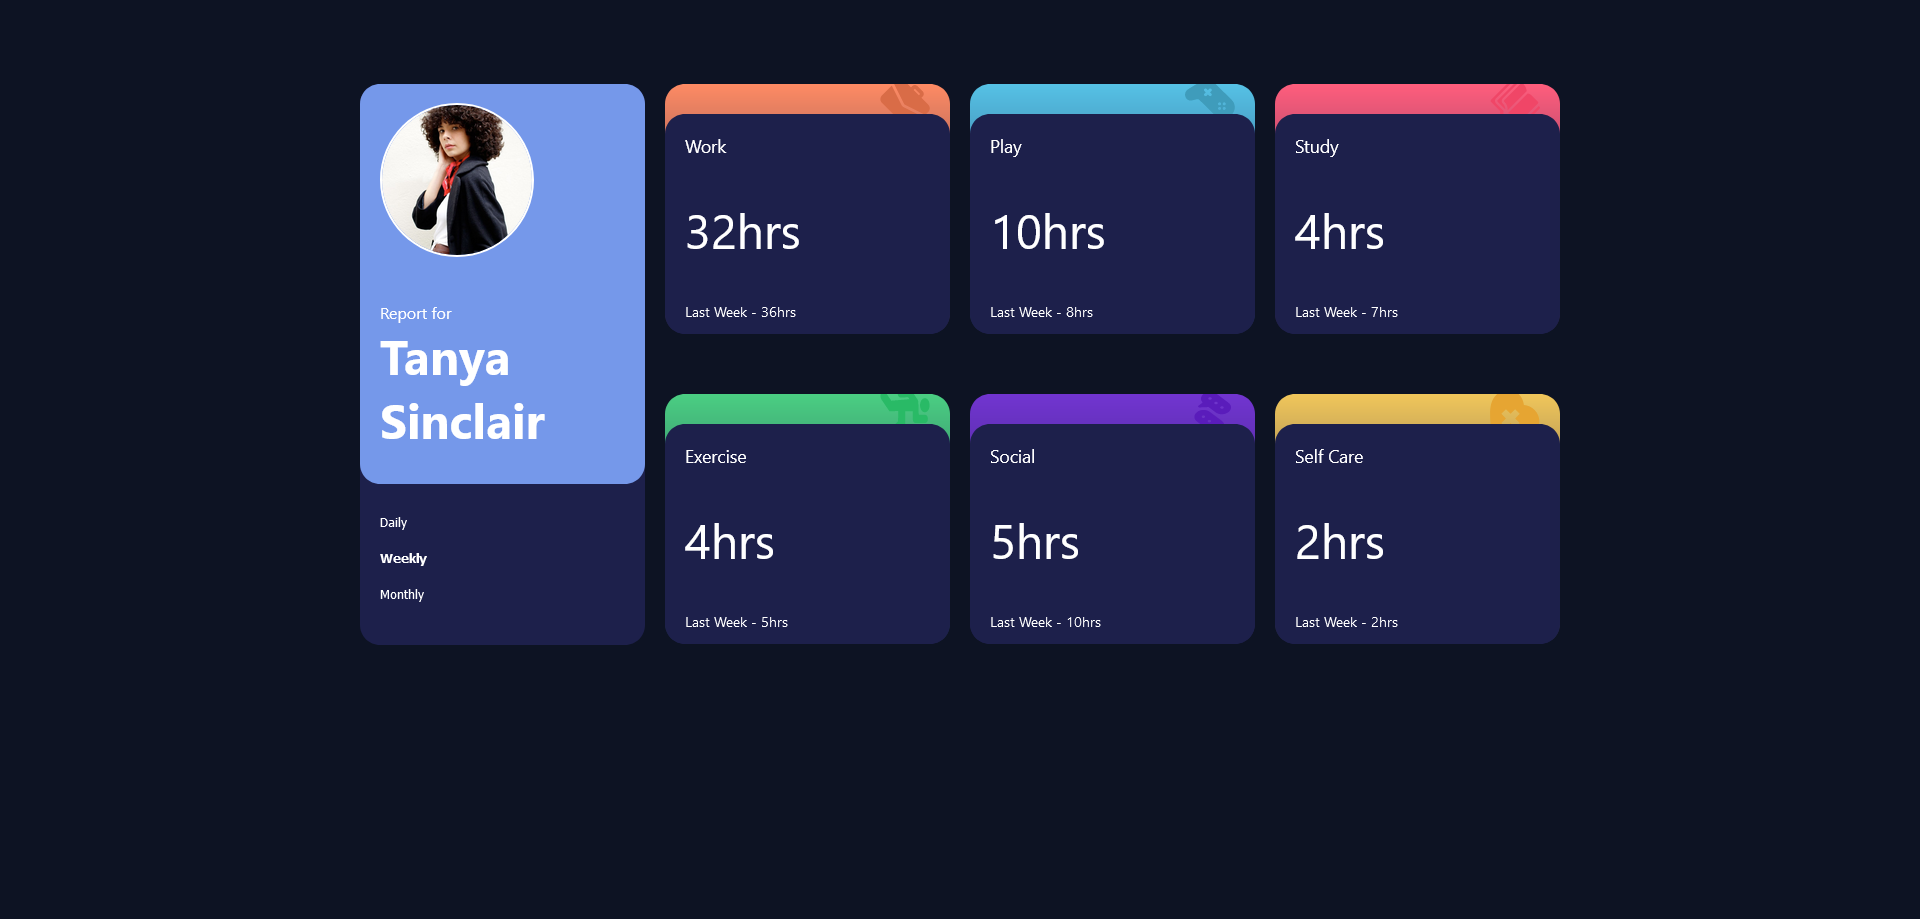 Report for
Tanya
Sinclair
Daily
Weekly
Monthly
Work
32hrs
Last Week - 36hrs
Play
10hrs
Last Week - 8hrs
Study
4hrs
Last Week - 7hrs
Exercise
4hrs
Last Week - 5hrs
Social
5hrs
Last Week - 10hrs
Self Care
2hrs
Last Week - 2hrs